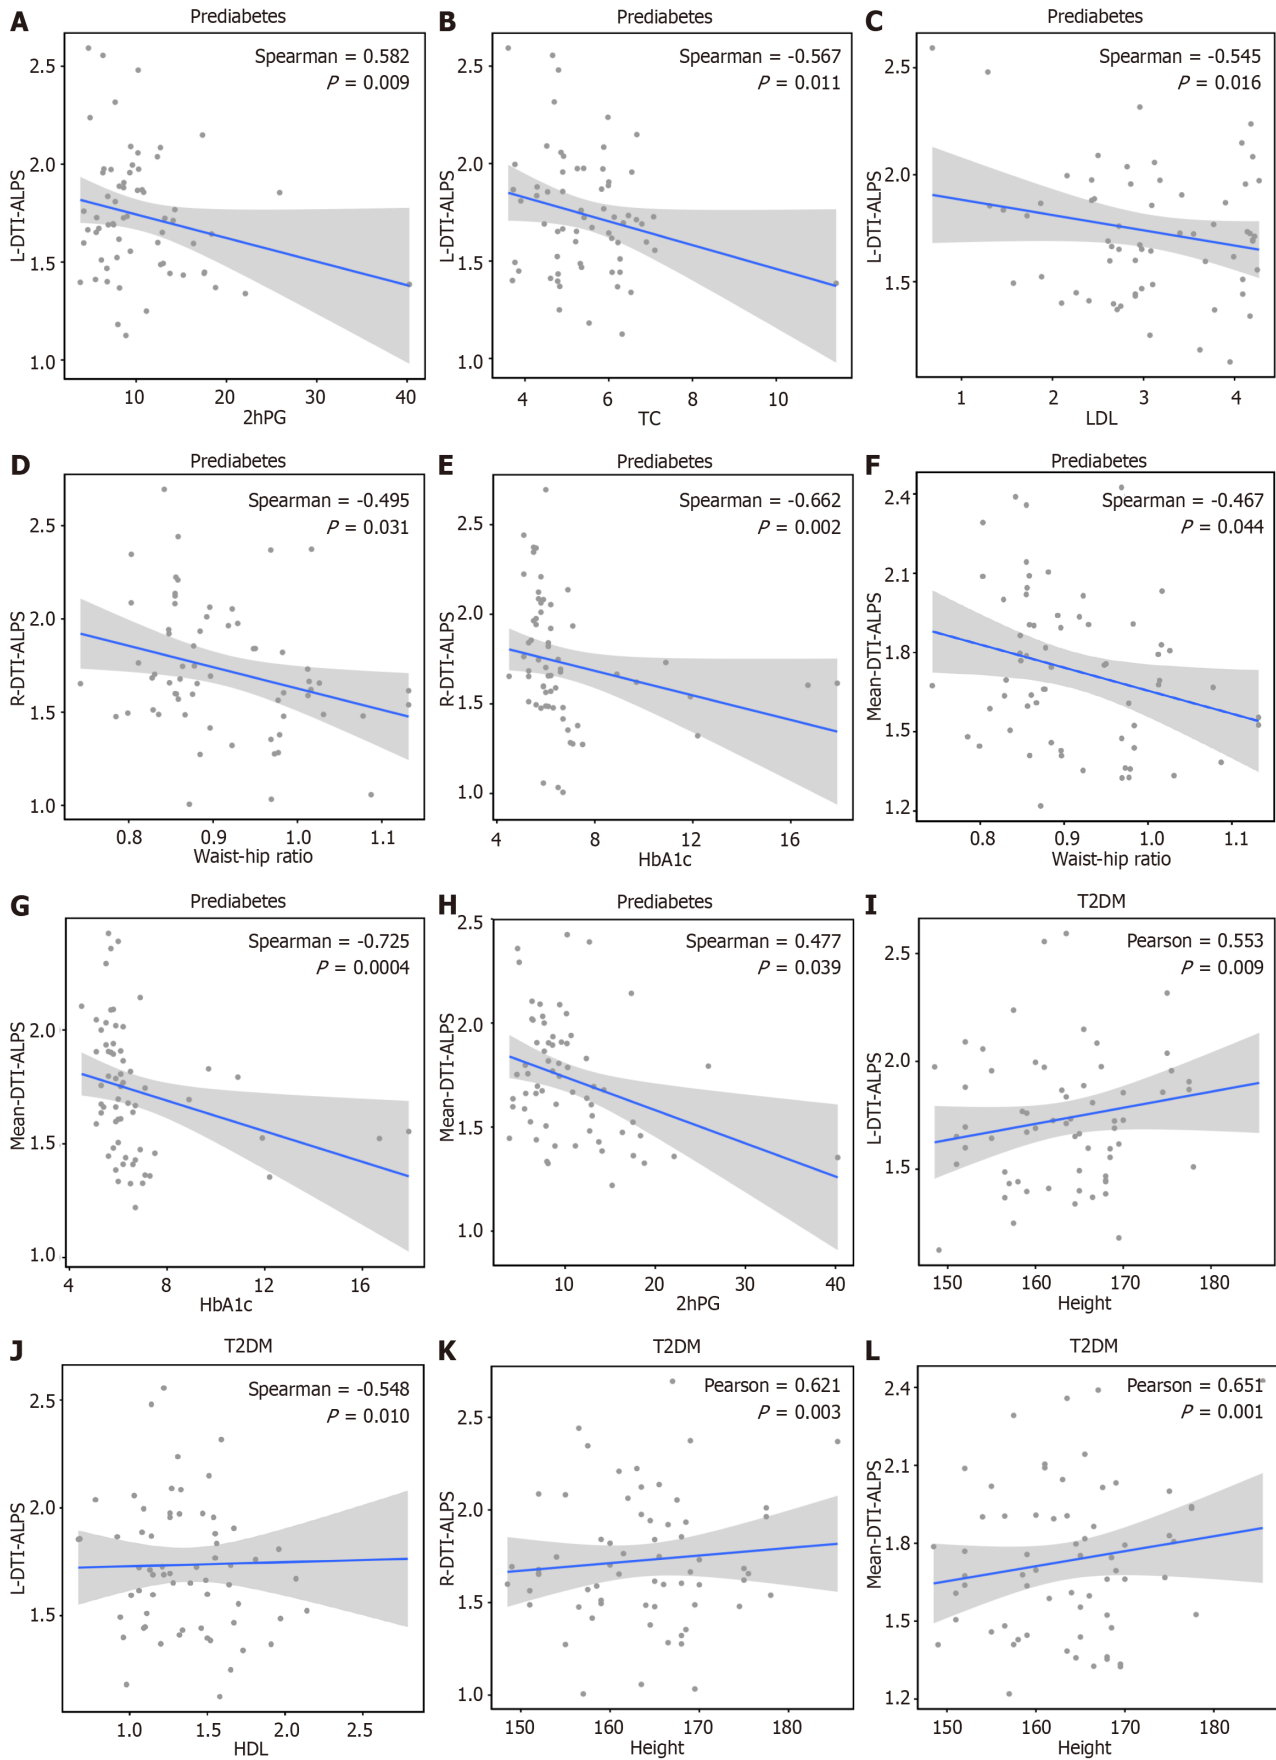 A
Prediabetes
Spearman = 0.582
P = 0.009
L-DTI-ALPS
2.5
2.0
1.5
1.0
10
20
30
40
2hPG
B
Prediabetes
Spearman = -0.567
P = 0.011
L-DTI-ALPS
2.5
2.0
1.5
1.0
4
6
8
10
TC
C
Prediabetes
Spearman = -0.545
P = 0.016
L-DTI-ALPS
2.5
2.0
1.5
1
2
3
4
LDL
D
Prediabetes
Spearman = -0.495
P = 0.031
R-DTI-ALPS
2.5
2.0
1.5
1.0
0.8
0.9
1.0
1.1
Waist-hip ratio
E
Prediabetes
Spearman = -0.662
P = 0.002
R-DTI-ALPS
2.5
2.0
1.5
1.0
4
8
12
16
HbA1c
F
Prediabetes
Spearman = -0.467
P = 0.044
Mean-DTI-ALPS
2.4
2.1
1.8
1.5
1.2
0.8
0.9
1.0
1.1
Waist-hip ratio
G
Prediabetes
Spearman = -0.725
P = 0.0004
Mean-DTI-ALPS
2.0
1.5
1.0
4
8
12
16
HbA1c
H
Prediabetes
Spearman = 0.477
P = 0.039
Mean-DTI-ALPS
2.5
2.0
1.5
1.0
10
20
30
40
2hPG
I
T2DM
Pearson = 0.553
P = 0.009
L-DTI-ALPS
2.5
2.0
1.5
150
160
170
180
Height
J
T2DM
Spearman = -0.548
P = 0.010
L-DTI-ALPS
2.5
2.0
1.5
1.0
1.5
2.0
2.5
HDL
K
T2DM
Pearson = 0.621
P = 0.003
R-DTI-ALPS
2.5
2.0
1.5
1.0
150
160
170
180
Height
L
T2DM
Pearson = 0.651
P = 0.001
Mean-DTI-ALPS
2.4
2.1
1.8
1.5
1.2
150
160
170
180
Height